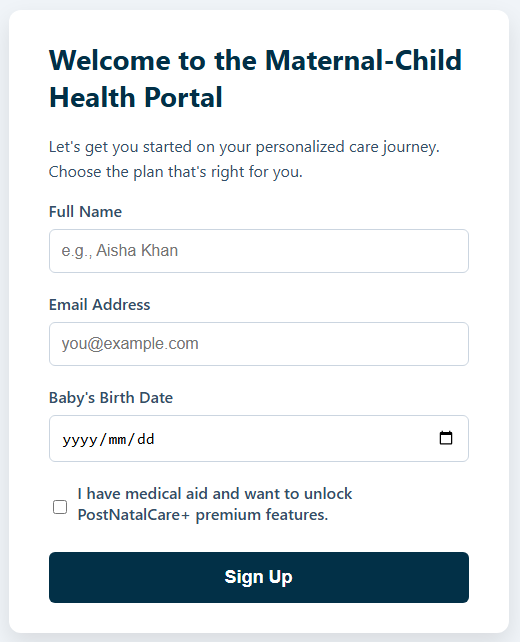 Welcome to the Maternal-Child
Health Portal
Let's get you started on your personalized care journey.
Choose the plan that's right for you.
Full Name
e.g., Aisha Khan
Email Address
you@example.com
Baby's Birth Date
yyyy/mm/dd
I have medical aid and want to unlock
PostNatalCare+ premium features.
Sign Up